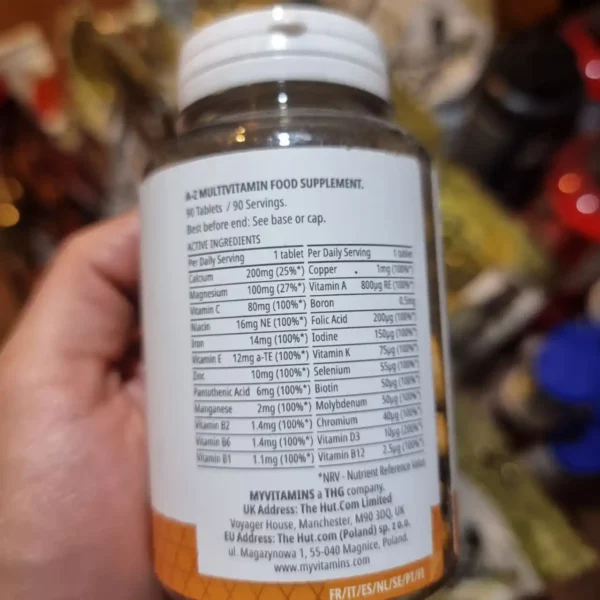 A-Z MULTIVITAMIN FOOD SUPPLEMENT.
90 Tablets / 90 Servings.
Best before end: See base or cap.
ACTIVE INGREDIENTS
Per Daily Serving 1 tablet Per Daily Serving 1 tablet
Calcium 200mg (25%*) Copper 1mg (100%*)
Magnesium 100mg (27%*) Vitamin A 800µg RE (100%*)
Vitamin C 80mg (100%*) Boron 0.5mg
Niacin 16mg NE (100%*) Folic Acid 200µg (100%*)
Iron 14mg (100%*) Iodine 150µg (100%*)
Vitamin E 12mg a-TE (100%*) Vitamin K 75µg (100%*)
Zinc 10mg (100%*) Selenium 55µg (100%*)
Pantothenic Acid 6mg (100%*) Biotin 50µg (100%*)
Manganese 2mg (100%*) Molybdenum 50µg (100%*)
Vitamin B2 1.4mg (100%*) Chromium 40µg (100%*)
Vitamin B6 1.4mg (100%*) Vitamin D3 10µg (200%*)
Vitamin B1 1.1mg (100%*) Vitamin B12 2.5µg (100%*)
*NRV - Nutrient Reference Values
MYVITAMINS a THG company.
UK Address: The Hut.Com Limited
Voyager House, Manchester, M90 3DQ, UK
EU Address: The Hut.com (Poland) sp. z o.o.
ul. Magazynowa 1, 55-040 Magnice, Poland.
www.myvitamins.com
FR/IT/ES/NL/SE/PT/PL